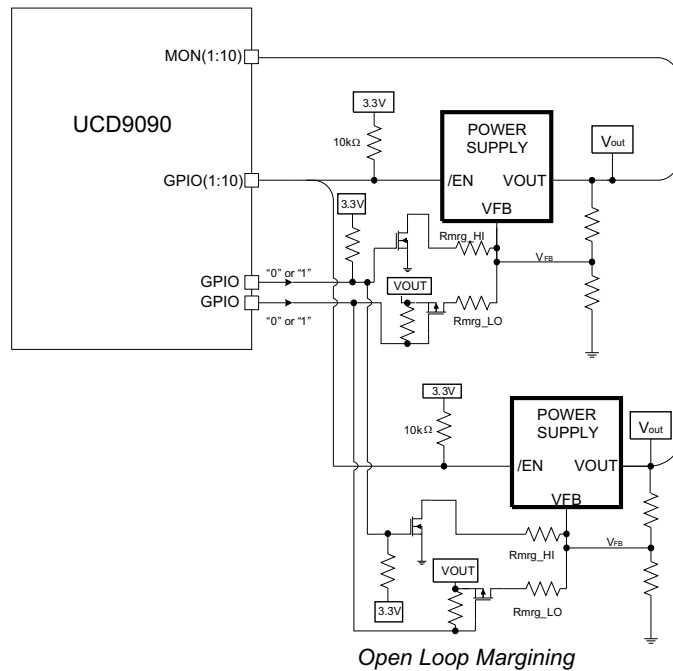 MON(1:10)
UCD9090
3.3V
POWER
SUPPLY
Vout
10kΩ
GPIO(1:10)
/EN
VOUT
VFB
3.3V
Rmrg_HI
VFB
GPIO
"0" or "1"
VOUT
GPIO
"0" or "1"
Rmrg_LO
3.3V
POWER
SUPPLY
Vout
10kΩ
/EN
VOUT
VFB
VFB
Rmrg_HI
VOUT
3.3V
Rmrg_LO
Open Loop Margining